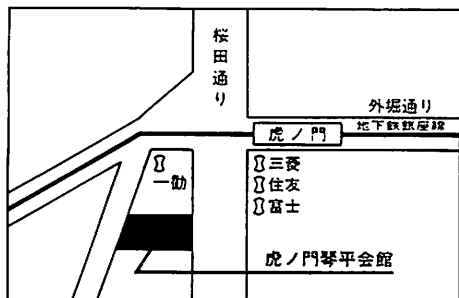 桜田通り
外堀通り
地下鉄銀座線
虎ノ門
一勧
三菱
住友
富士
虎ノ門琴平会館